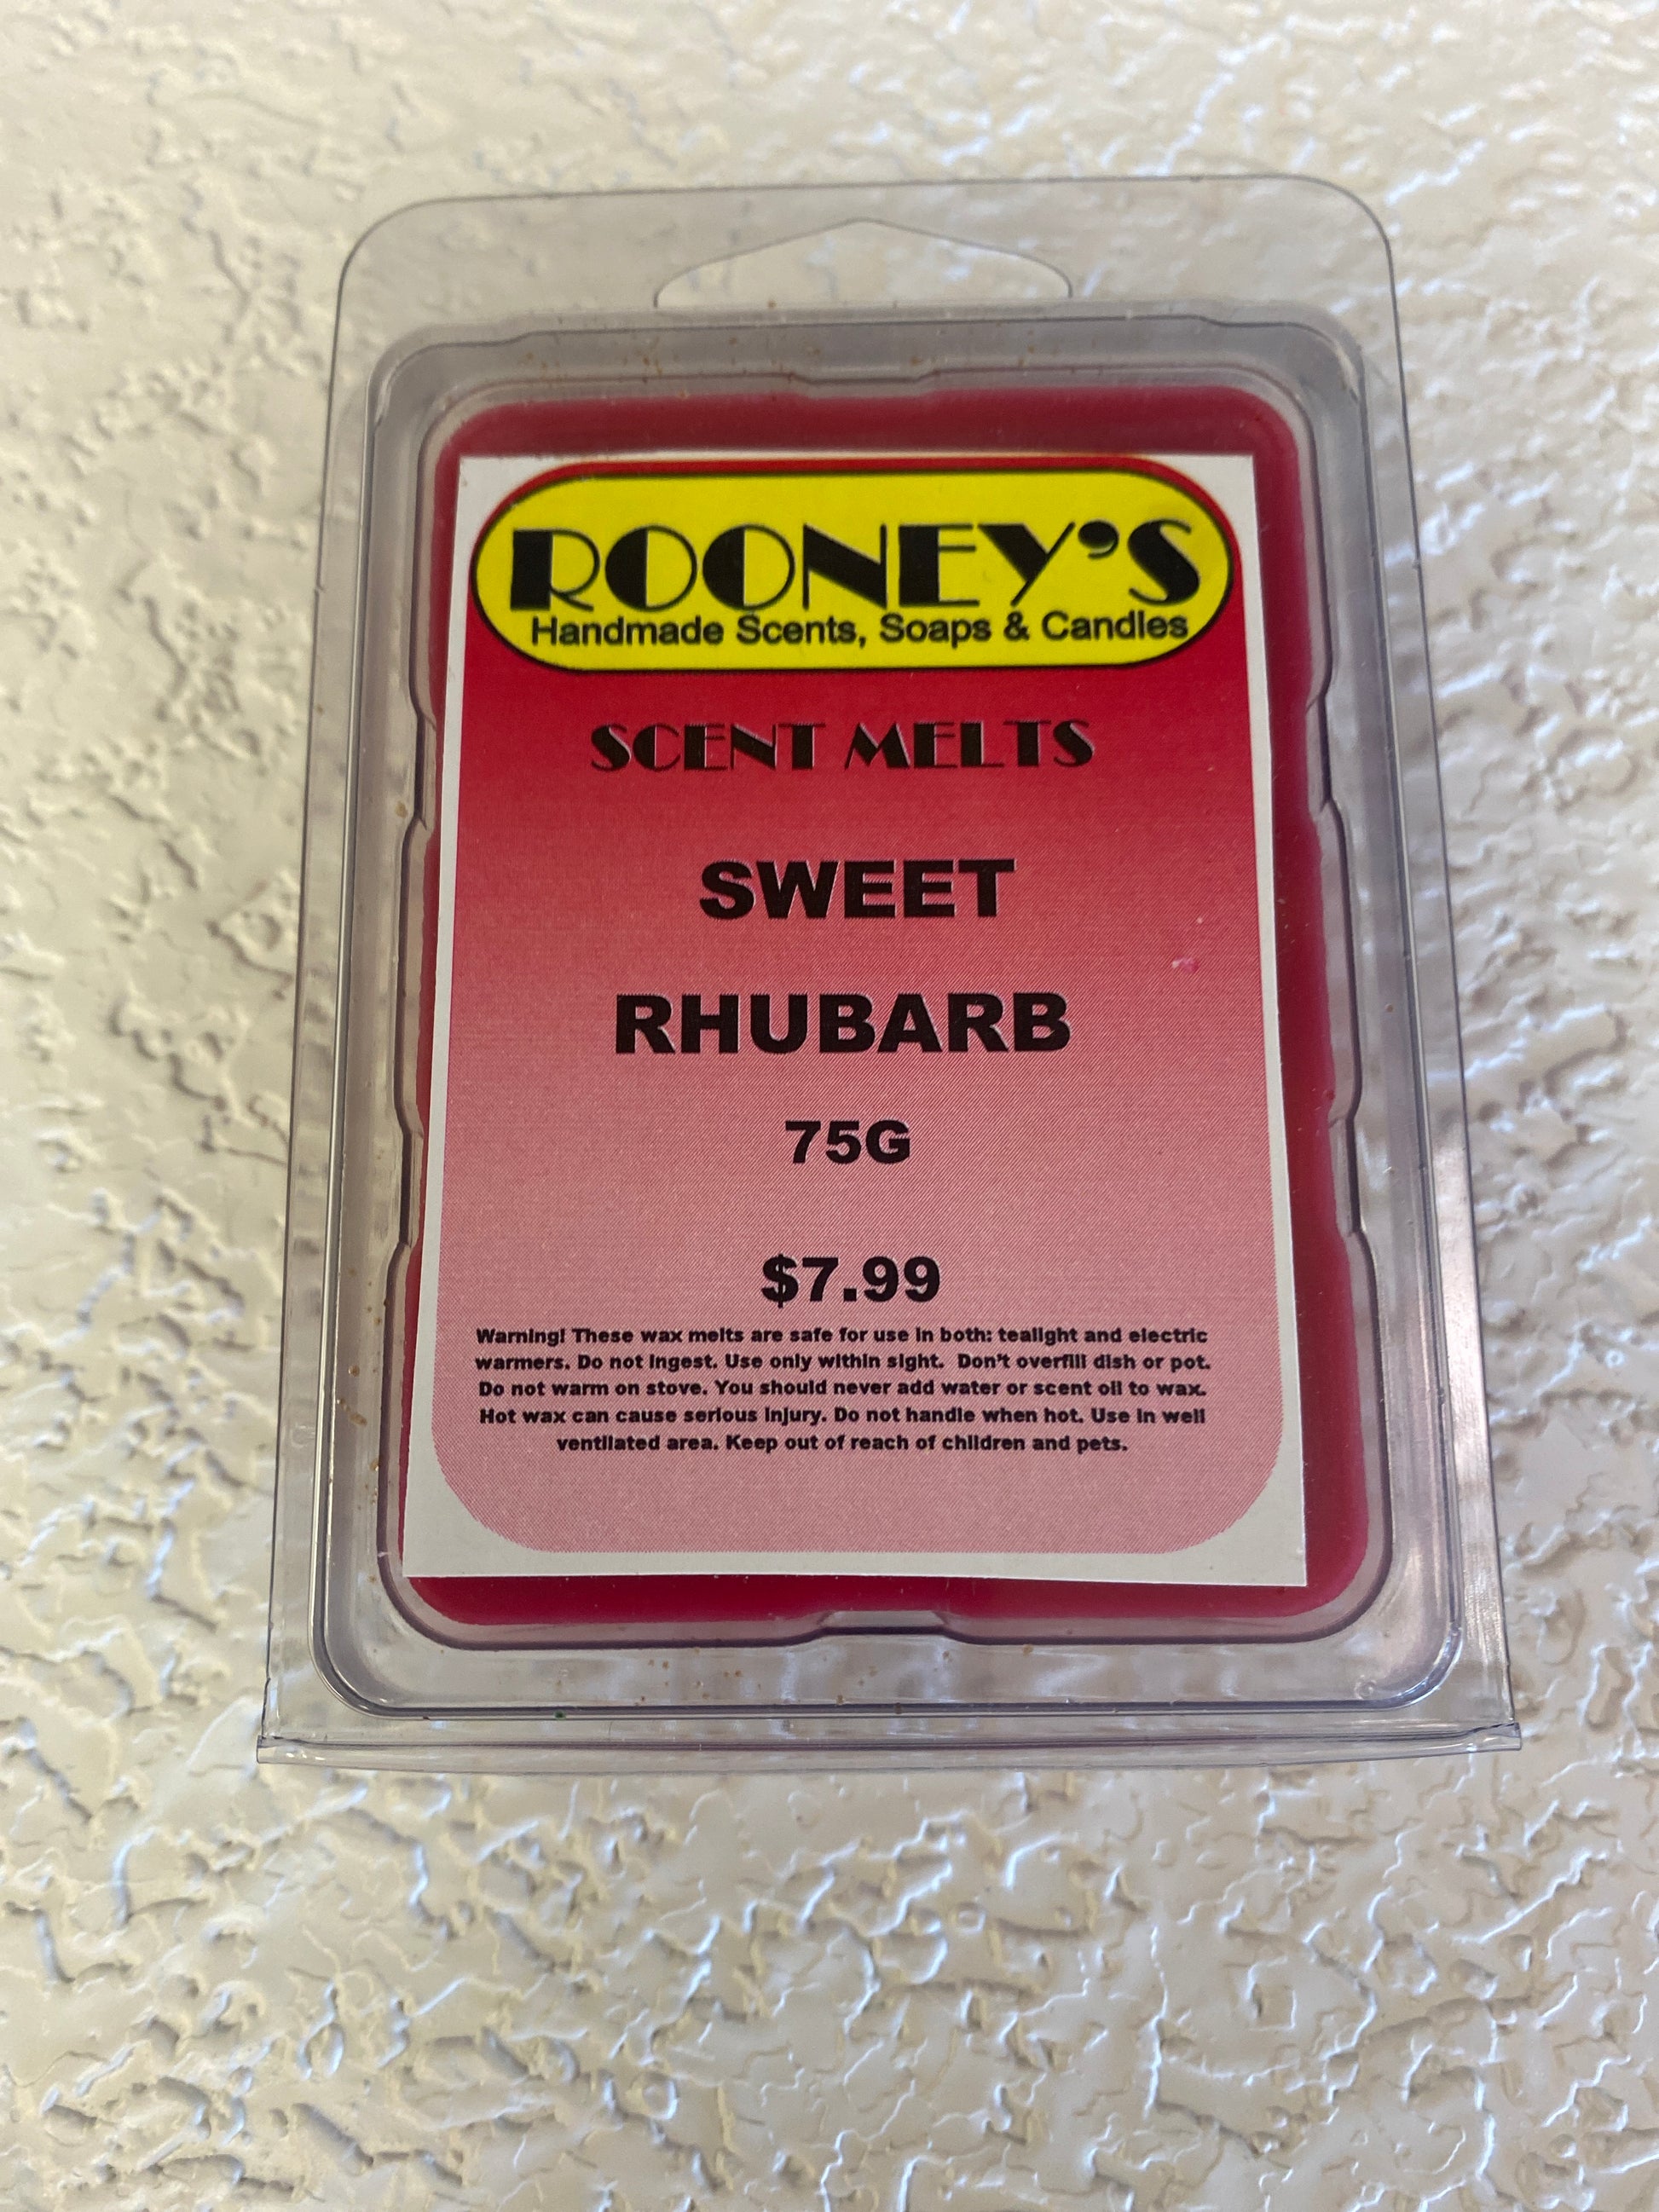 ROONEY'S
Handmade Scents, Soaps & Candles
SCENT MELTS
SWEET
RHUBARB
75G
$7.99
Warning! These wax melts are safe for use in both: tealight and electric
warmers. Do not ingest. Use only within sight. Don't overfill dish or pot.
Do not warm on stove. You should never add water or scent oil to wax.
Hot wax can cause serious injury. Do not handle when hot. Use in well
ventilated area. Keep out of reach of children and pets.